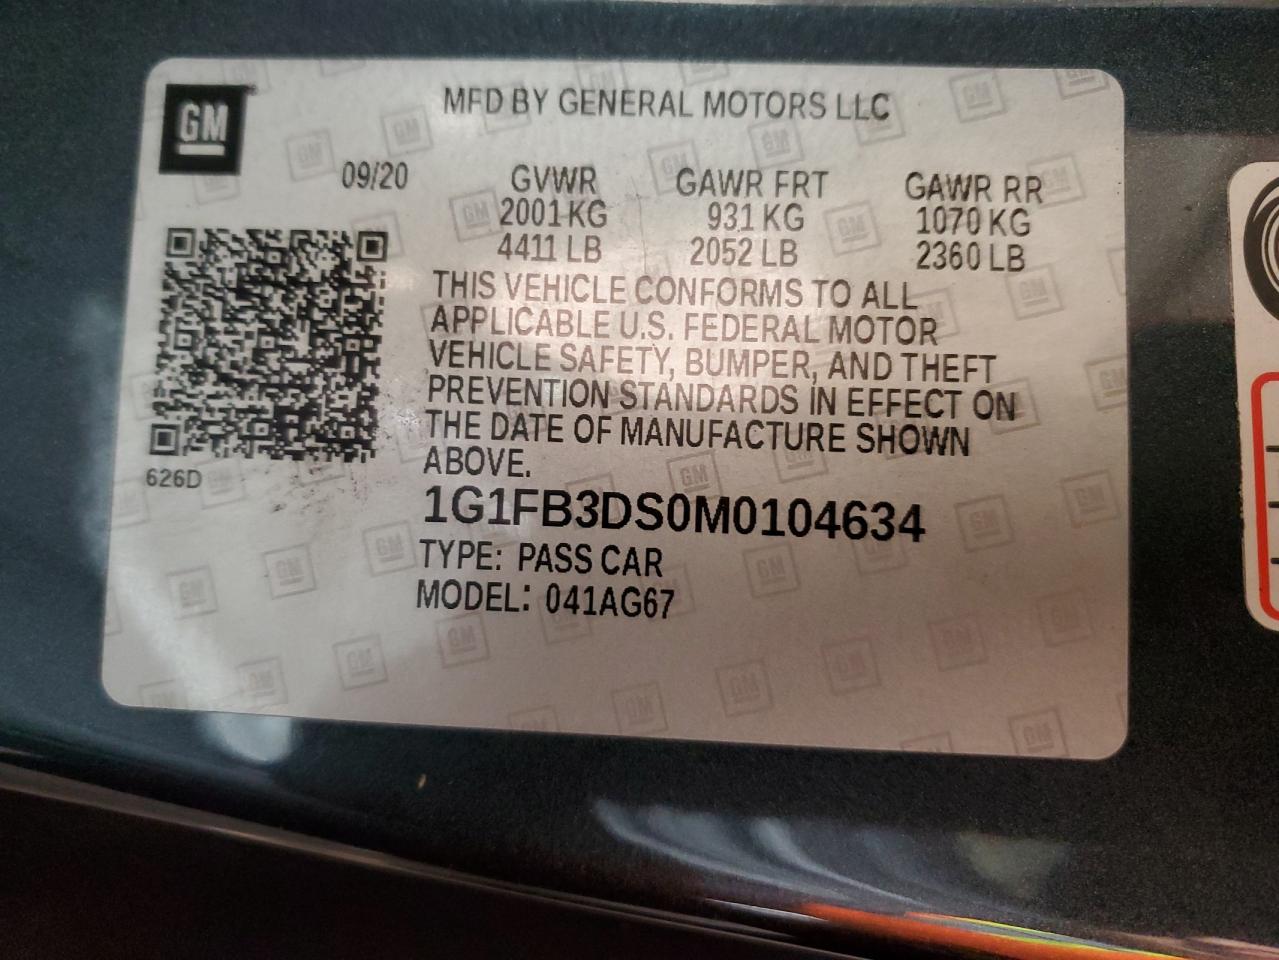 GM
MFD BY GENERAL MOTORS LLC
09/20
GVWR GAWR FRT GAWR RR
2001 KG 931 KG 1070 KG
4411 LB 2052 LB 2360 LB
THIS VEHICLE CONFORMS TO ALL
APPLICABLE U.S. FEDERAL MOTOR
VEHICLE SAFETY, BUMPER, AND THEFT
PREVENTION STANDARDS IN EFFECT ON
THE DATE OF MANUFACTURE SHOWN
ABOVE.
626D
1G1FB3DS0M0104634
TYPE: PASS CAR
MODEL: 041AG67